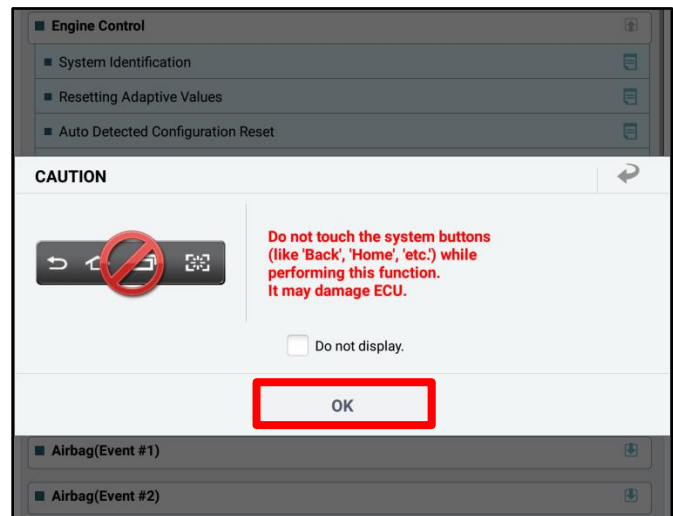 Engine Control
System Identification
Resetting Adaptive Values
Auto Detected Configuration Reset
CAUTION
Do not touch the system buttons
(like 'Back', 'Home', 'etc.') while
performing this function.
It may damage ECU.
Do not display.
OK
Airbag(Event #1)
Airbag(Event #2)